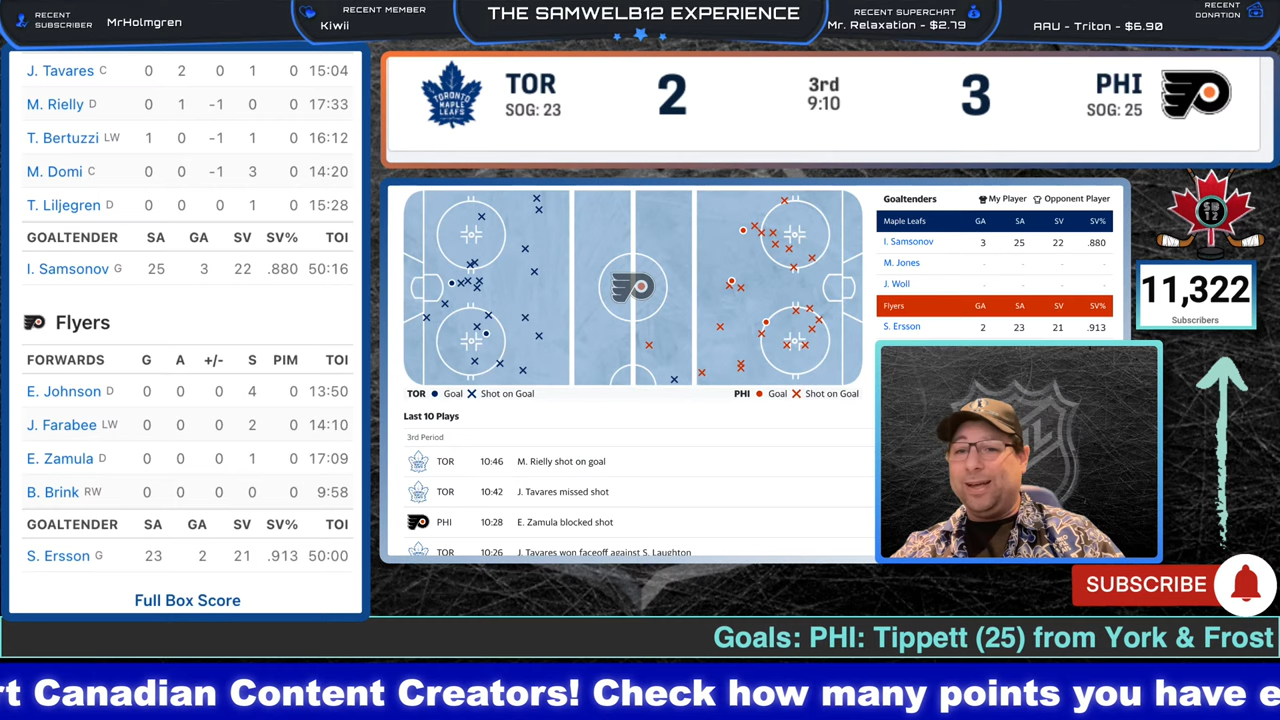 RECENT SUBSCRIBER
MrHolmgren
RECENT MEMBER
Kiwii
THE SAMWELB12 EXPERIENCE
RECENT SUPERCHAT
Mr. Relaxation - $2.79
RECENT DONATION
AAU - Triton - $6.90
J. Tavares C 0 2 0 1 0 15:04
M. Rielly D 0 1 -1 0 0 17:33
T. Bertuzzi LW 1 0 -1 1 0 16:12
M. Domi C 0 0 -1 3 0 14:20
T. Liljegren D 0 0 0 1 0 15:28
GOALTENDER SA GA SV SV% TOI
I. Samsonov G 25 3 22 .880 50:16
Flyers
FORWARDS G A +/- S PIM TOI
E. Johnson D 0 0 0 4 0 13:50
J. Farabee LW 0 0 0 2 0 14:10
E. Zamula D 0 0 0 1 0 17:09
B. Brink RW 0 0 0 0 0 9:58
GOALTENDER SA GA SV SV% TOI
S. Ersson G 23 2 21 .913 50:00
Full Box Score
TORONTO MAPLE LEAFS
TOR
SOG: 23
2
3rd
9:10
3
PHI
SOG: 25
TOR Goal Shot on Goal
PHI Goal Shot on Goal
Last 10 Plays
3rd Period
TOR 10:46 M. Rielly shot on goal
TOR 10:42 J. Tavares missed shot
PHI 10:28 E. Zamula blocked shot
TOR 10:26 J. Tavares won faceoff against S. Laughton
Goaltenders My Player Opponent Player
Maple Leafs GA SA SV SV%
I. Samsonov 3 25 22 .880
M. Jones - - - -
J. Woll - - - -
Flyers GA SA SV SV%
S. Ersson 2 23 21 .913
SB
12
11,322
Subscribers
NHL
SUBSCRIBE
Goals: PHI: Tippett (25) from York & Frost
rt Canadian Content Creators! Check how many points you have e